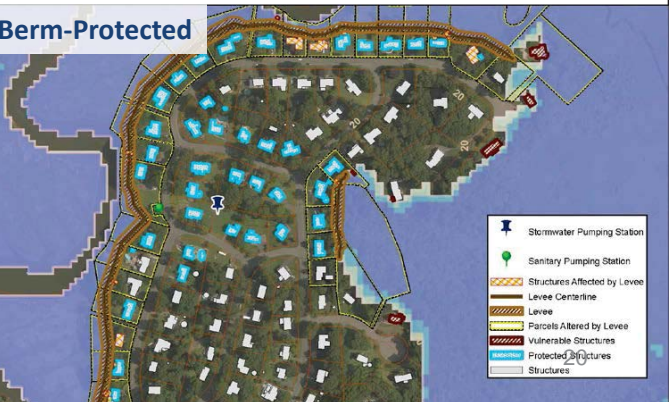 Berm-Protected
20
20
20
Stormwater Pumping Station
Sanitary Pumping Station
Structures Affected by Levee
Levee Centerline
Levee
Parcels Altered by Levee
Vulnerable Structures
Protected Structures
20
Structures